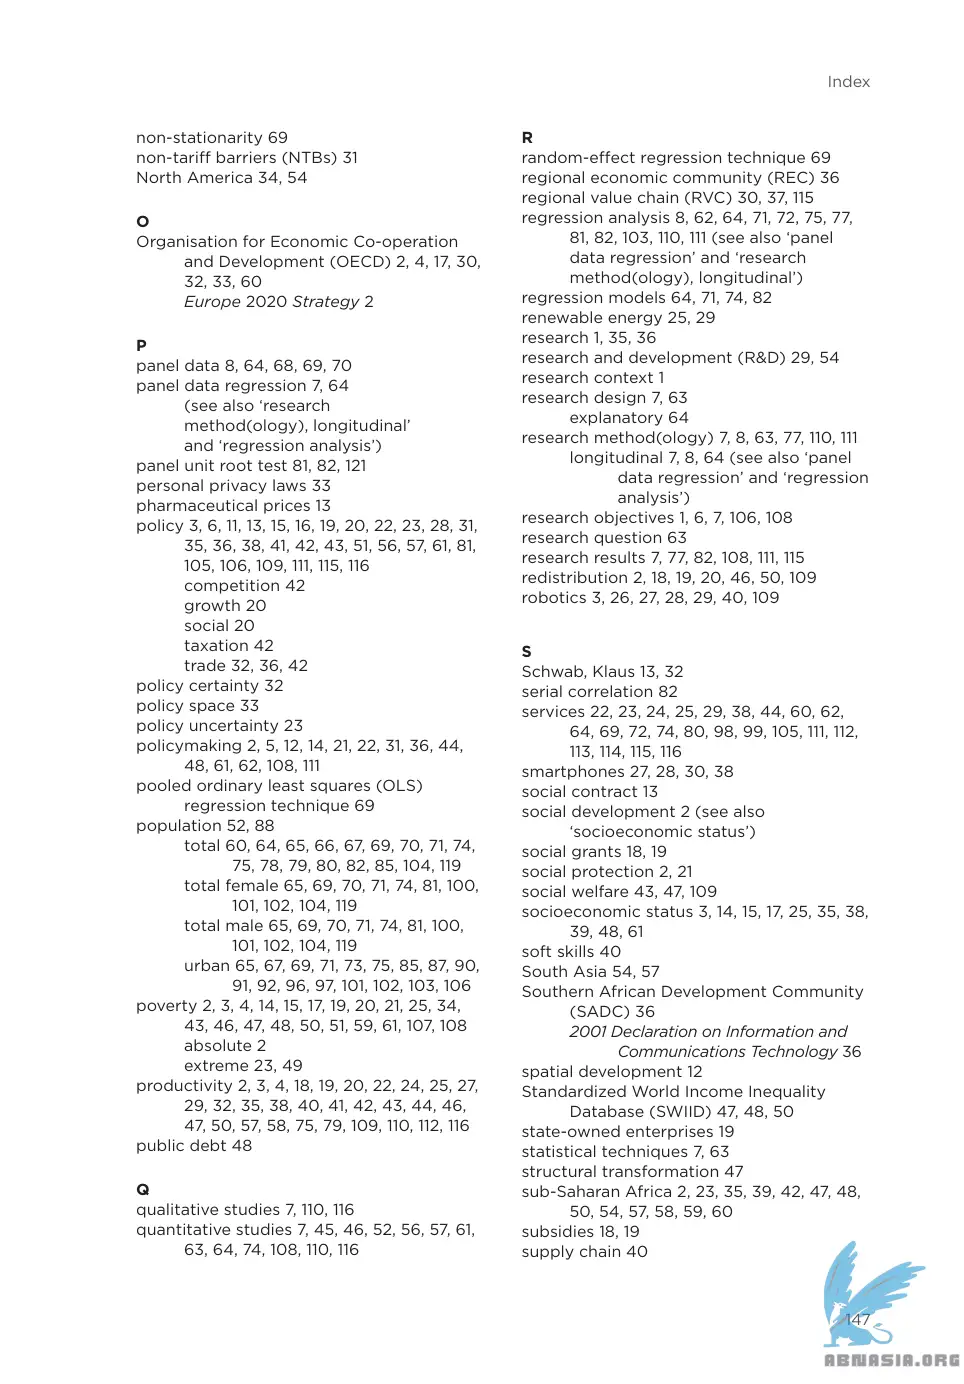 Index
non-stationarity 69
non-tariff barriers (NTBs) 31
North America 34, 54
O
Organisation for Economic Co-operation
and Development (OECD) 2, 4, 17, 30,
32, 33, 60
Europe 2020 Strategy 2
P
panel data 8, 64, 68, 69, 70
panel data regression 7, 64
(see also ‘research
method(ology), longitudinal’
and ‘regression analysis’)
panel unit root test 81, 82, 121
personal privacy laws 33
pharmaceutical prices 13
policy 3, 6, 11, 13, 15, 16, 19, 20, 22, 23, 28, 31,
35, 36, 38, 41, 42, 43, 51, 56, 57, 61, 81,
105, 106, 109, 111, 115, 116
competition 42
growth 20
social 20
taxation 42
trade 32, 36, 42
policy certainty 32
policy space 33
policy uncertainty 23
policymaking 2, 5, 12, 14, 21, 22, 31, 36, 44,
48, 61, 62, 108, 111
pooled ordinary least squares (OLS)
regression technique 69
population 52, 88
total 60, 64, 65, 66, 67, 69, 70, 71, 74,
75, 78, 79, 80, 82, 85, 104, 119
total female 65, 69, 70, 71, 74, 81, 100,
101, 102, 104, 119
total male 65, 69, 70, 71, 74, 81, 100,
101, 102, 104, 119
urban 65, 67, 69, 71, 73, 75, 85, 87, 90,
91, 92, 96, 97, 101, 102, 103, 106
poverty 2, 3, 4, 14, 15, 17, 19, 20, 21, 25, 34,
43, 46, 47, 48, 50, 51, 59, 61, 107, 108
absolute 2
extreme 23, 49
productivity 2, 3, 4, 18, 19, 20, 22, 24, 25, 27,
29, 32, 35, 38, 40, 41, 42, 43, 44, 46,
47, 50, 57, 58, 75, 79, 109, 110, 112, 116
public debt 48
Q
qualitative studies 7, 110, 116
quantitative studies 7, 45, 46, 52, 56, 57, 61,
63, 64, 74, 108, 110, 116
R
random-effect regression technique 69
regional economic community (REC) 36
regional value chain (RVC) 30, 37, 115
regression analysis 8, 62, 64, 71, 72, 75, 77,
81, 82, 103, 110, 111 (see also ‘panel
data regression’ and ‘research
method(ology), longitudinal’)
regression models 64, 71, 74, 82
renewable energy 25, 29
research 1, 35, 36
research and development (R&D) 29, 54
research context 1
research design 7, 63
explanatory 64
research method(ology) 7, 8, 63, 77, 110, 111
longitudinal 7, 8, 64 (see also ‘panel
data regression’ and ‘regression
analysis’)
research objectives 1, 6, 7, 106, 108
research question 63
research results 7, 77, 82, 108, 111, 115
redistribution 2, 18, 19, 20, 46, 50, 109
robotics 3, 26, 27, 28, 29, 40, 109
S
Schwab, Klaus 13, 32
serial correlation 82
services 22, 23, 24, 25, 29, 38, 44, 60, 62,
64, 69, 72, 74, 80, 98, 99, 105, 111, 112,
113, 114, 115, 116
smartphones 27, 28, 30, 38
social contract 13
social development 2 (see also
‘socioeconomic status’)
social grants 18, 19
social protection 2, 21
social welfare 43, 47, 109
socioeconomic status 3, 14, 15, 17, 25, 35, 38,
39, 48, 61
soft skills 40
South Asia 54, 57
Southern African Development Community
(SADC) 36
2001 Declaration on Information and
Communications Technology 36
spatial development 12
Standardized World Income Inequality
Database (SWIID) 47, 48, 50
state-owned enterprises 19
statistical techniques 7, 63
structural transformation 47
sub-Saharan Africa 2, 23, 35, 39, 42, 47, 48,
50, 54, 57, 58, 59, 60
subsidies 18, 19
supply chain 40
147
ABNASIA.ORG